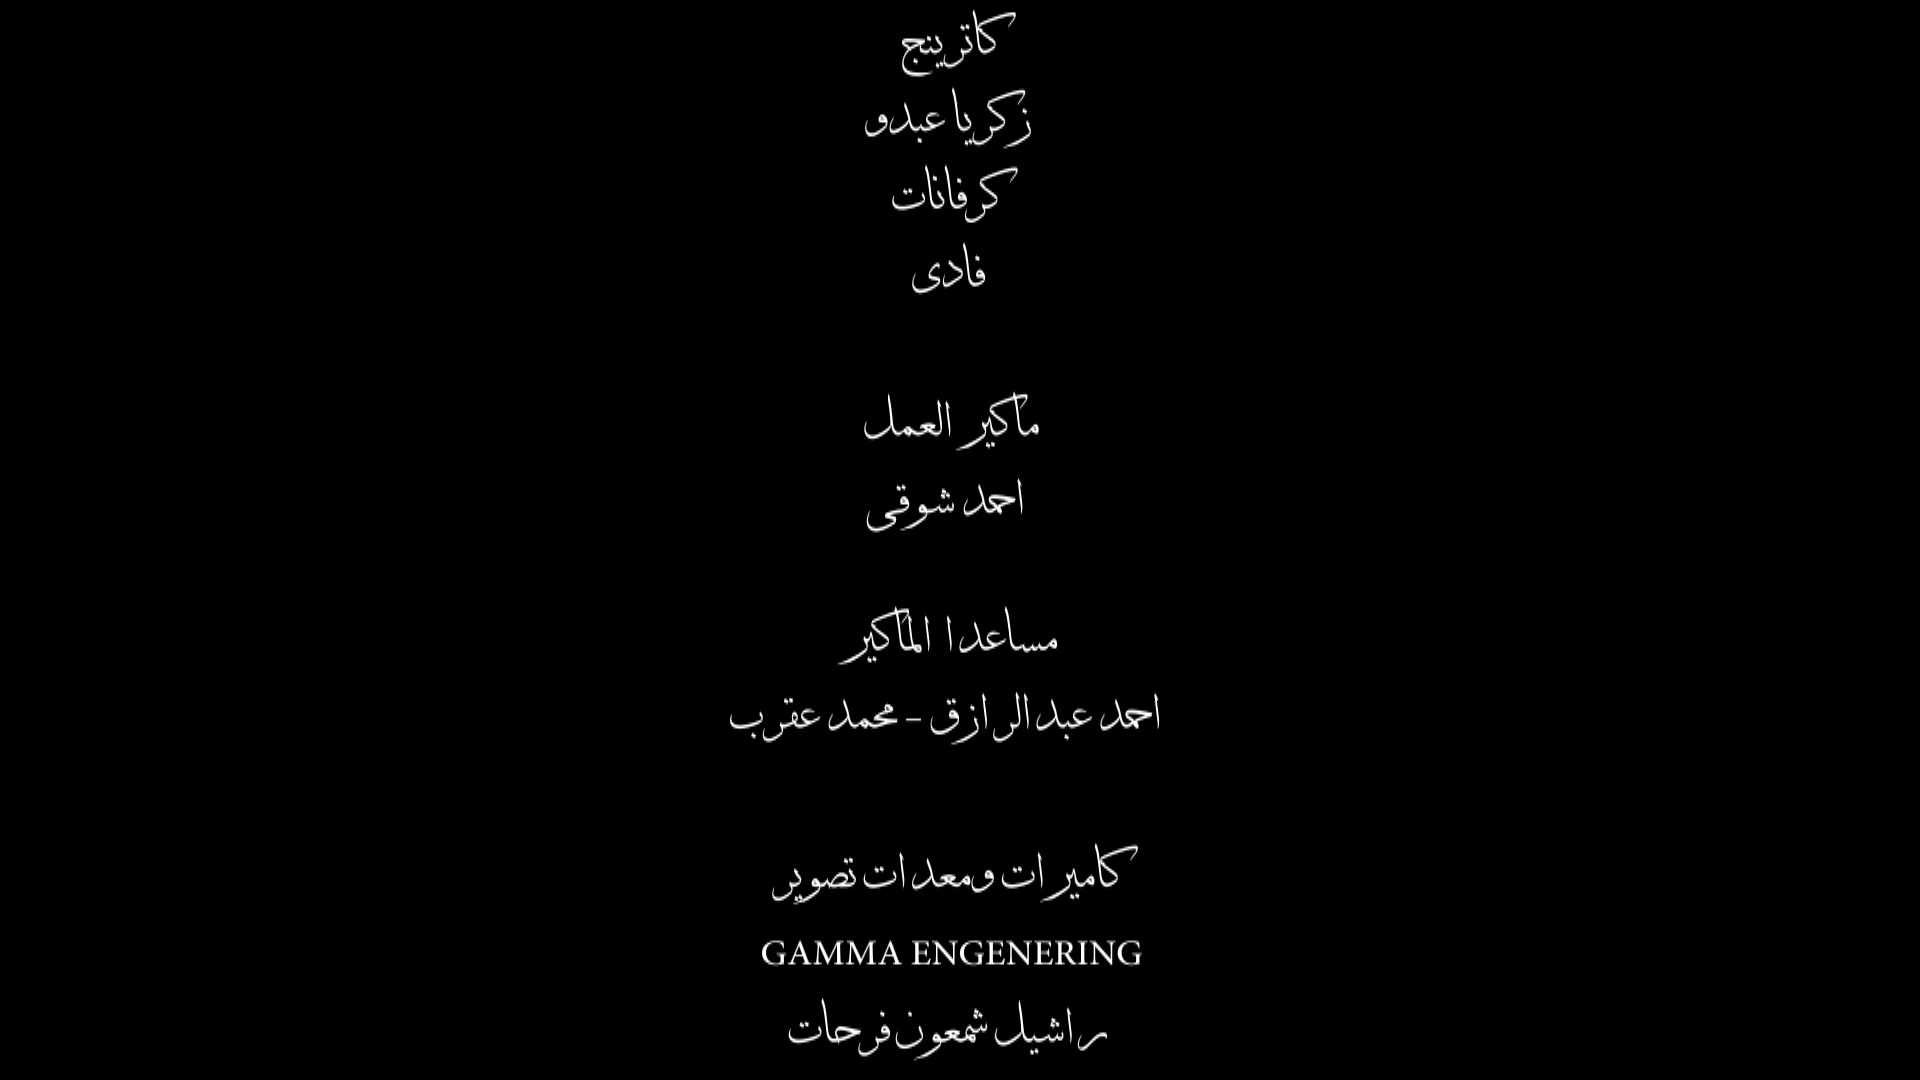 كاترينج
زكريا عبدو
كرفانات
فادى
ماكير العمل
احمد شوقى
مساعدا الماكير
احمد عبد الرازق - محمد عقرب
كاميرات ومعدات تصوير
GAMMA ENGENERING
راشيل شمعون فرحات